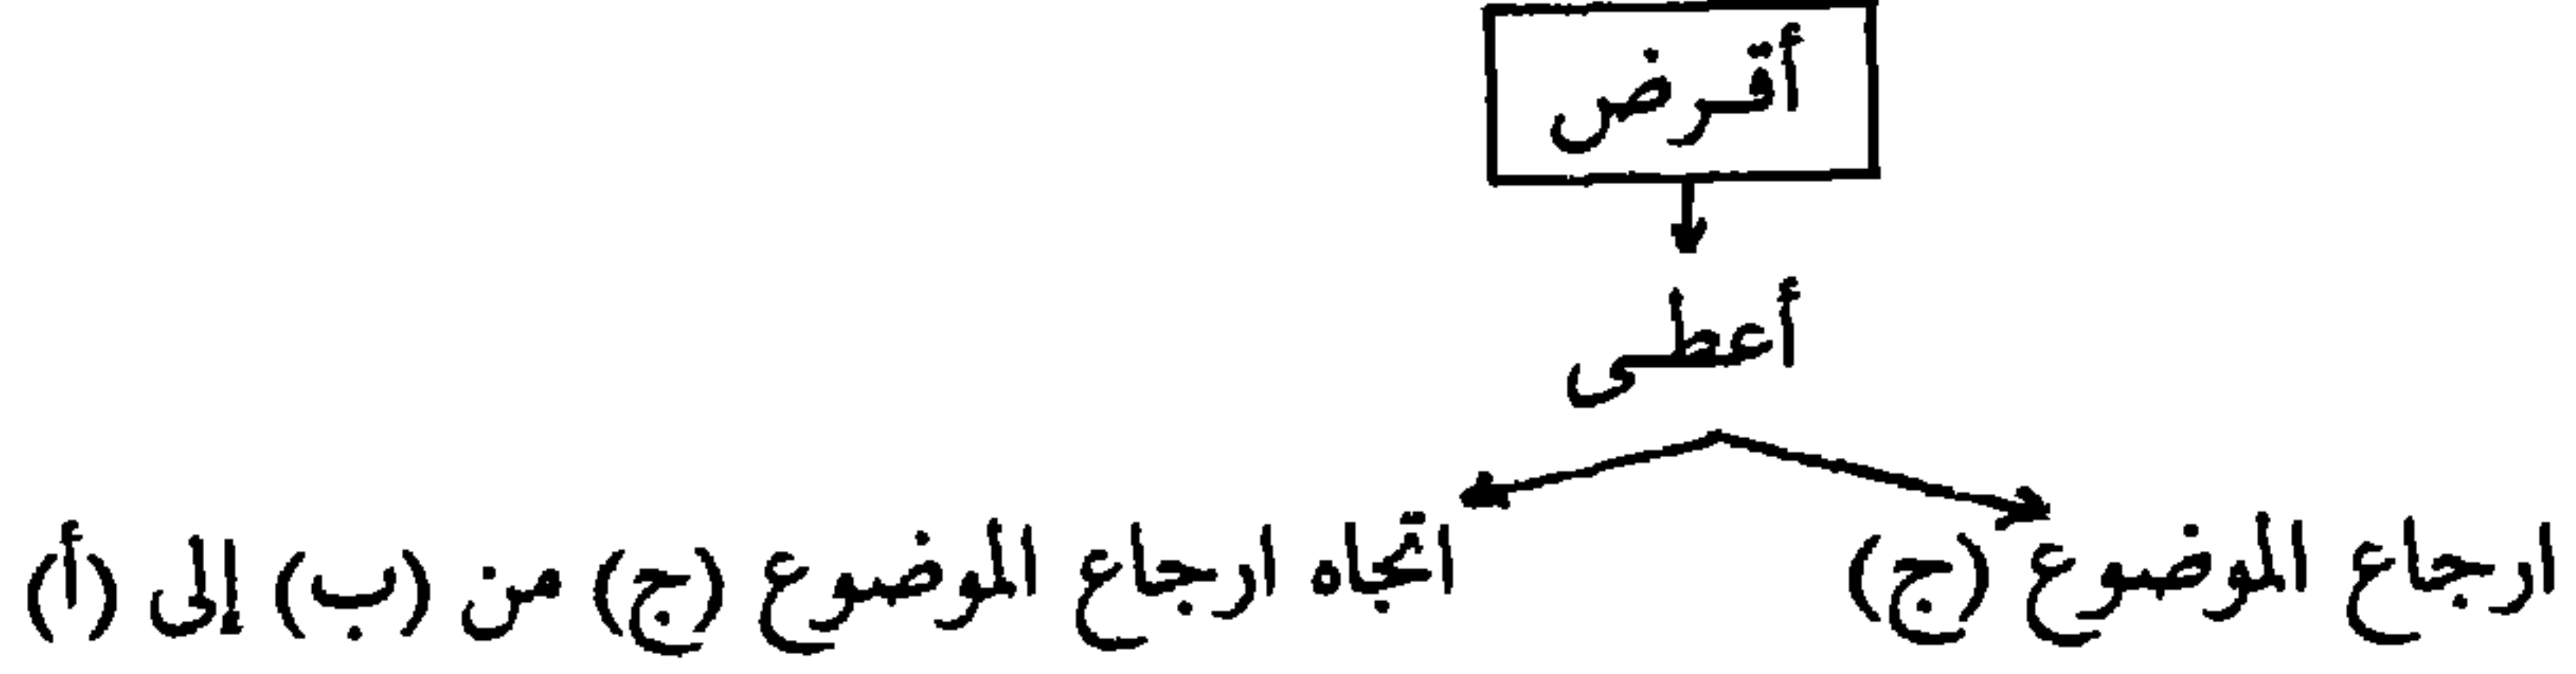 أقرض
أعطى
ارجاع الموضوع (ج)
اتجاه ارجاع الموضوع (ج) من (ب) إلى (أ)